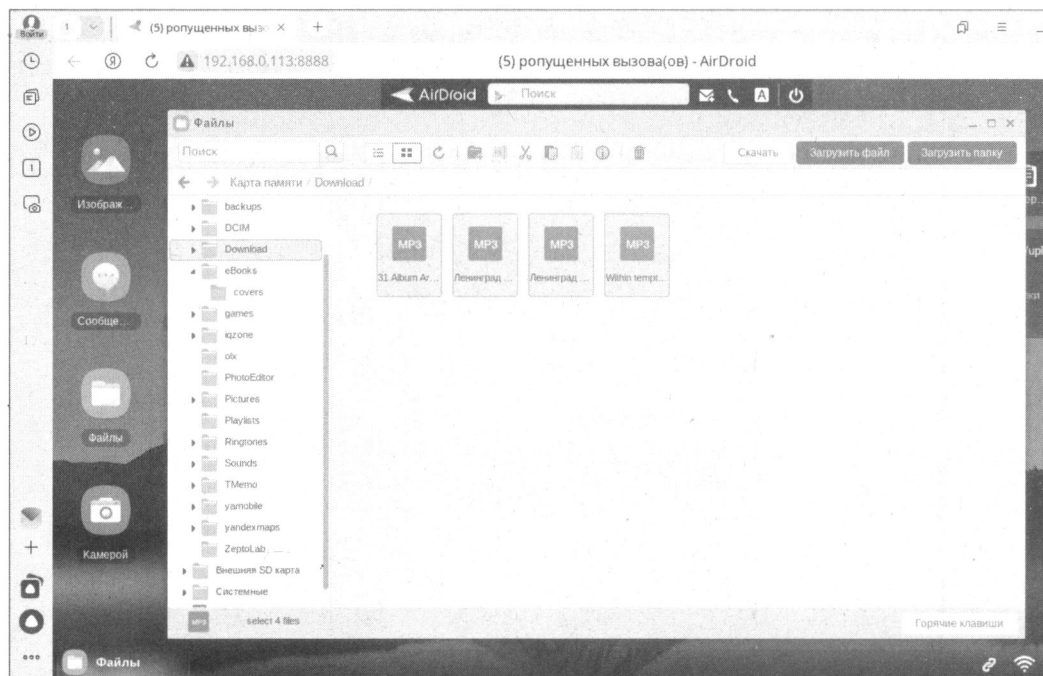 Войти
1
(5) ропущенных вызо
192.168.0.113:8888
(5) ропущенных вызова(ов) - AirDroid
AirDroid
Поиск
A
Файлы
Поиск
Скачать
Загрузить файл
Загрузить папку
Карта памяти / Download /
1
Изображ...
Сообще...
Файлы
Камерой
backups
DCIM
Download
eBooks
covers
games
iqzone
olx
PhotoEditor
Pictures
Playlists
Ringtones
Sounds
TMemo
yamobile
yandexmaps
ZeptoLab
Внешняя SD карта
Системные
MP3
MP3
MP3
MP3
31.Album Ar...
Ленинград ...
Ленинград ...
Within tempt...
MP3
select 4 files
Горячие клавиши
Файлы